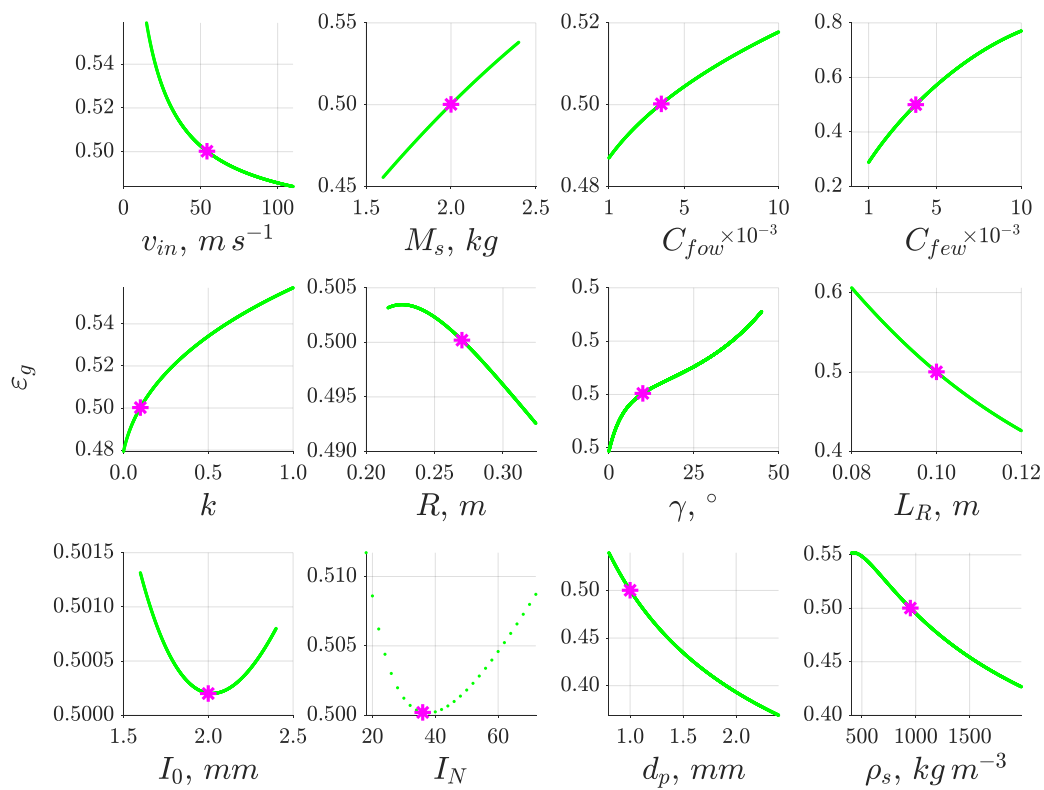 0.54
0.52
0.50
0 50 100
v_in, m s⁻¹
0.55
0.50
0.45
1.5 2.0 2.5
M_s, kg
0.52
0.50
0.48
1 5 10
C_fow ×10⁻³
0.8
0.6
0.4
0.2
1 5 10
C_few ×10⁻³
ε_g
0.54
0.52
0.50
0.48
0.0 0.5 1.0
k
0.505
0.500
0.495
0.490
0.20 0.25 0.30
R, m
0.5
0.5
0.5
0.5
0 25 50
γ, °
0.6
0.5
0.4
0.08 0.10 0.12
L_R, m
0.5015
0.5010
0.5005
0.5000
1.5 2.0 2.5
I_0, mm
0.510
0.505
0.500
20 40 60
I_N
0.50
0.45
0.40
1.0 1.5 2.0
d_p, mm
0.55
0.50
0.45
0.40
500 1000 1500
ρ_s, kg m⁻³